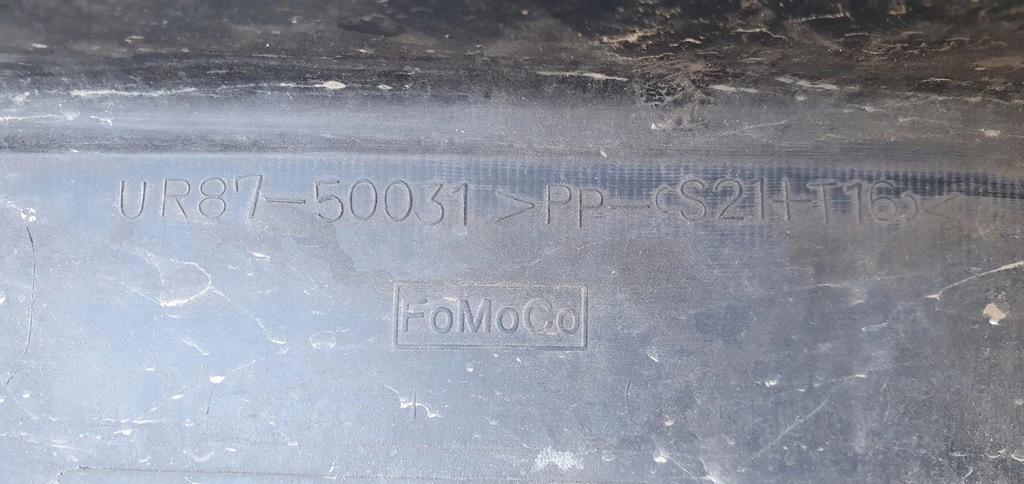 UR87-50031 >PP-(S21+T16)<
FoMoCo